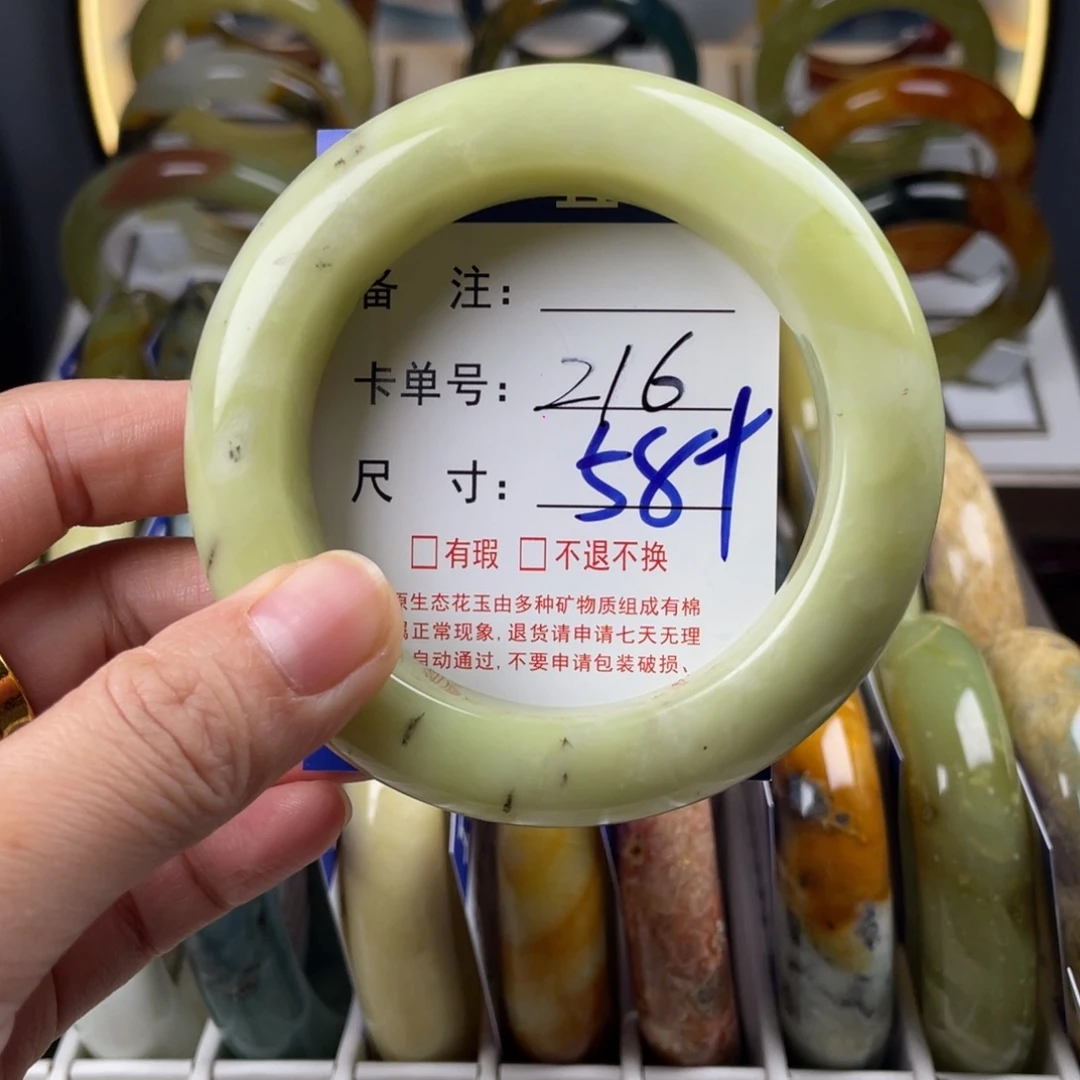 备 注：
卡单号：216
尺 寸：58+
□有瑕 □不退不换
原生态花玉由多种矿物质组成有棉
属正常现象，退货请申请七天无理
自动通过，不要申请包装破损、